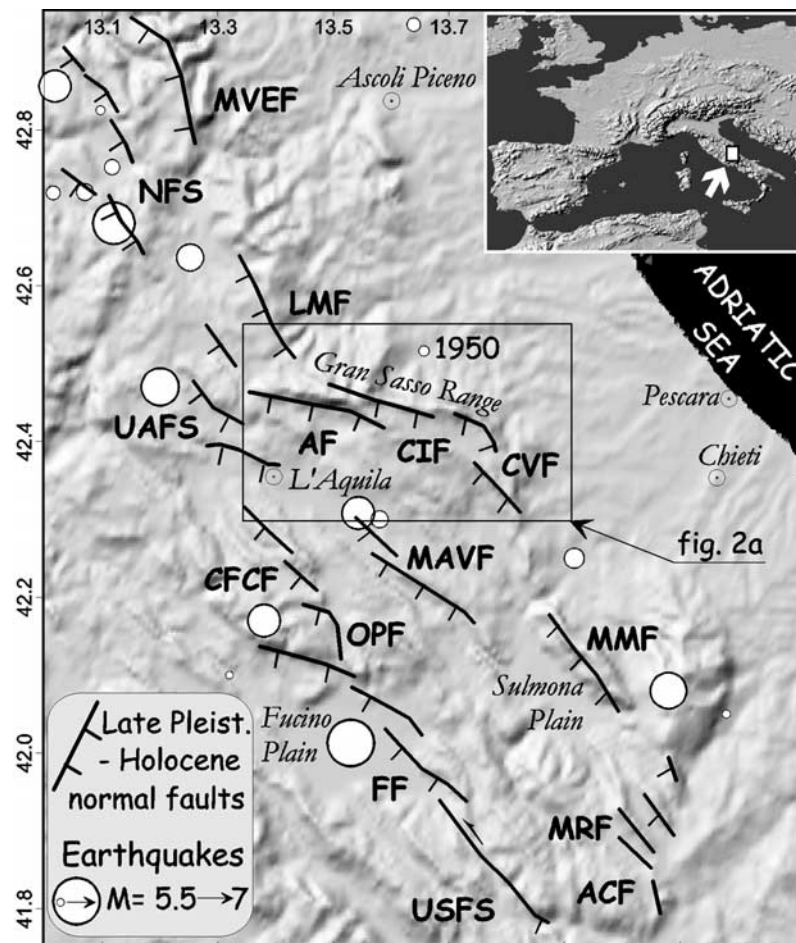 13.1 13.3 13.5 13.7
42.8
42.6
42.4
42.2
42.0
41.8
Ascoli Piceno
MVEF
NFS
LMF
ADRIATIC
SEA
1950
Gran Sasso Range
Pescara
UAFS
AF
CIF
CVF
Chieti
L'Aquila
fig. 2a
MAVF
CFCF
OPF
MMF
Sulmona
Plain
Fucino
Plain
FF
MRF
ACF
USFS
Late Pleist.
- Holocene
normal faults
Earthquakes
M= 5.5→7